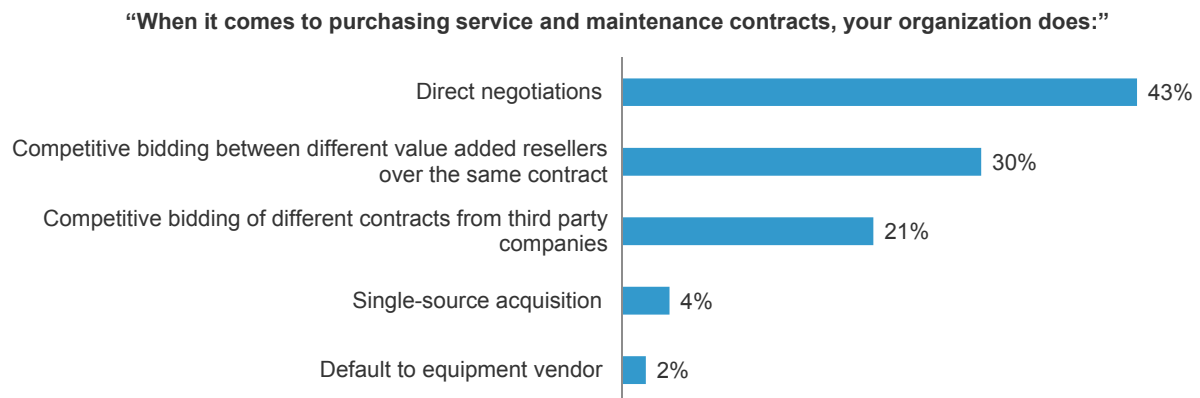 “When it comes to purchasing service and maintenance contracts, your organization does:”
Direct negotiations
43%
Competitive bidding between different value added resellers
over the same contract
30%
Competitive bidding of different contracts from third party
companies
21%
Single-source acquisition
4%
Default to equipment vendor
2%